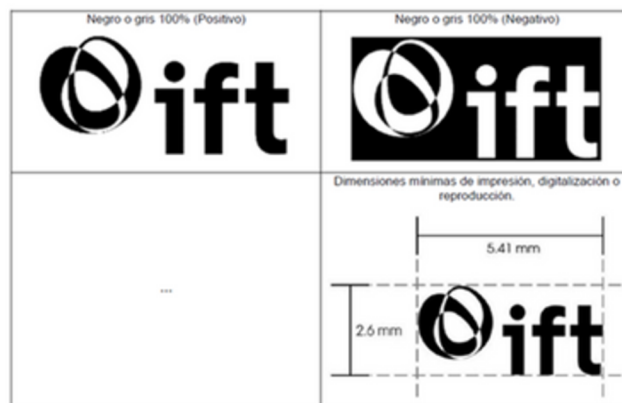 Negro o gris 100% (Positivo)
ift
Negro o gris 100% (Negativo)
ift
...
Dimensiones mínimas de impresión, digitalización o
reproducción.
5.41 mm
2.6 mm
ift